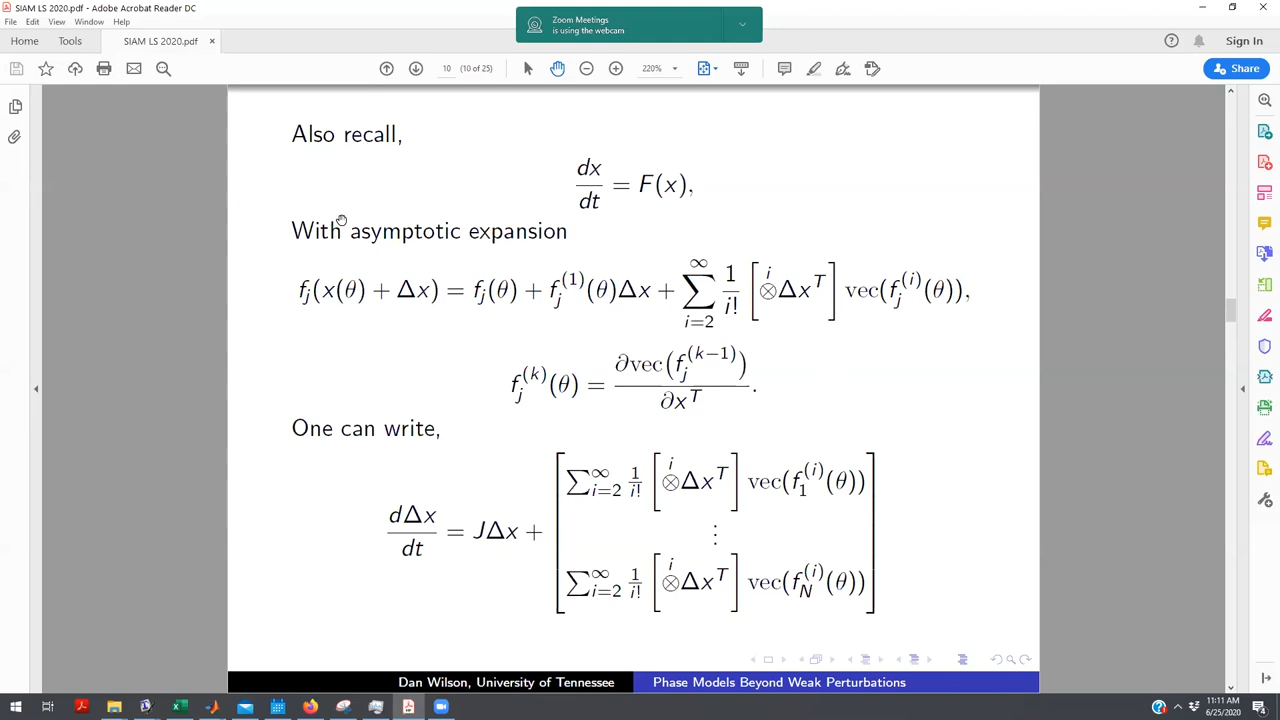 SIAM LS 2020.pdf - Adobe Acrobat Reader DC
File Edit View Window Help
Zoom Meetings
is using the webcam
Home Tools SIAM LS 2020.pdf × Sign In
10 (10 of 25) 220% Share
Also recall,
dx/dt = F(x),
With asymptotic expansion
f_j(x(θ) + Δx) = f_j(θ) + f_j^{(1)}(θ)Δx + ∑_{i=2}^{∞} 1/i! [⊗^i Δx^T] vec(f_j^{(i)}(θ)),
f_j^{(k)}(θ) = ∂vec(f_j^{(k−1)})/∂x^T.
One can write,
dΔx/dt = JΔx + [ ∑_{i=2}^{∞} 1/i! [⊗^i Δx^T] vec(f_1^{(i)}(θ))
⋮
∑_{i=2}^{∞} 1/i! [⊗^i Δx^T] vec(f_N^{(i)}(θ)) ]
Dan Wilson, University of Tennessee Phase Models Beyond Weak Perturbations
11:11 AM
6/25/2020